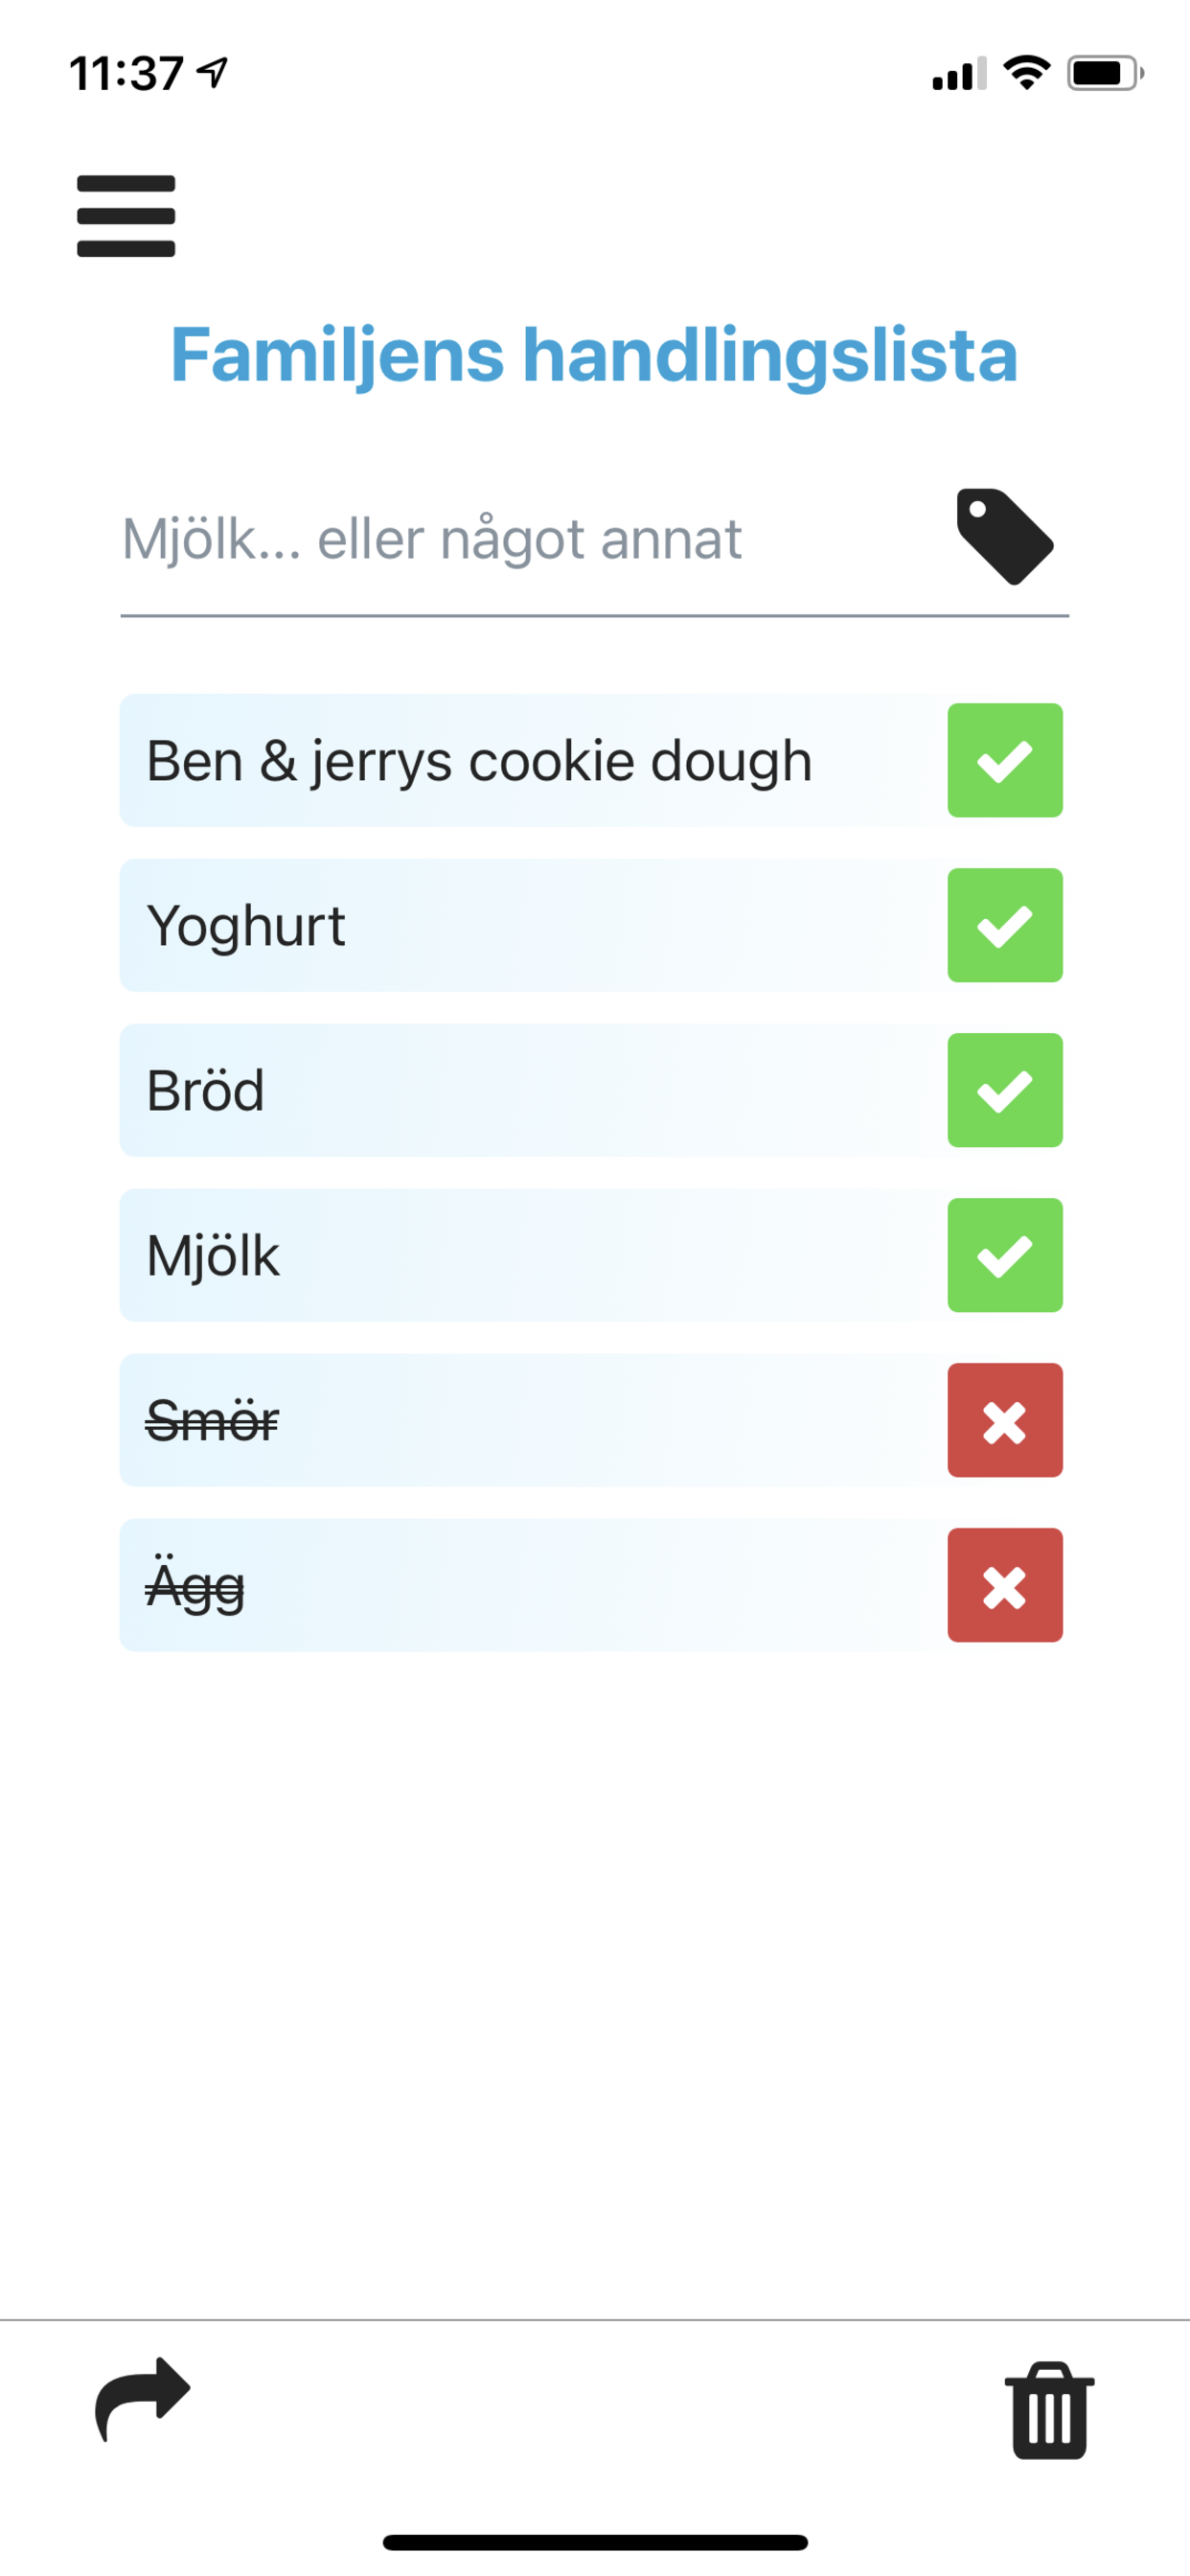 11:37
Familjens handlingslista
Mjölk... eller något annat
Ben & jerrys cookie dough
Yoghurt
Bröd
Mjölk
Smör
Ägg